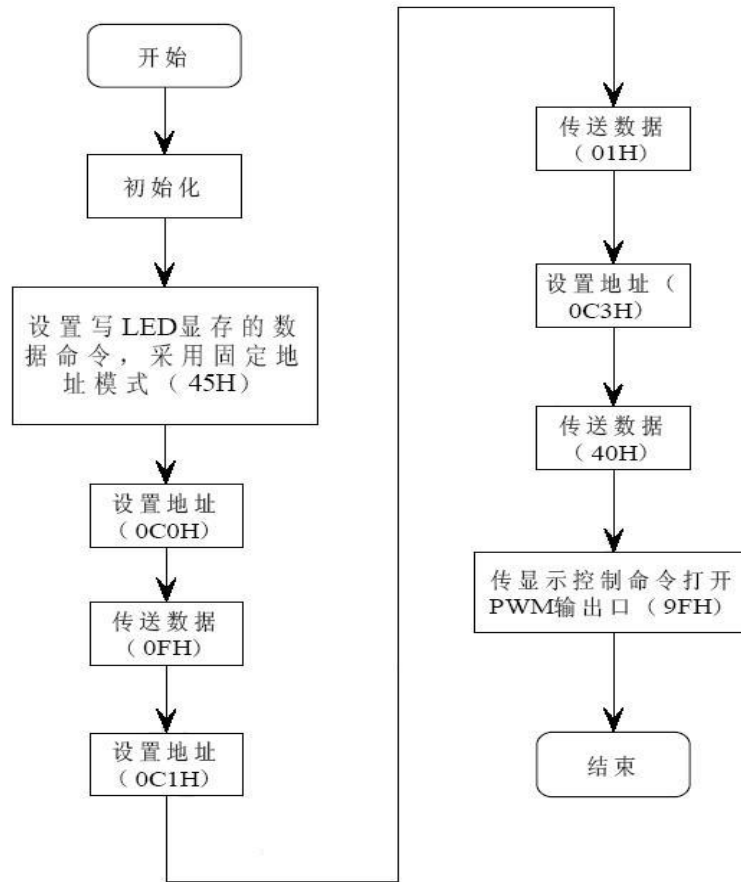 开始
初始化
设置写LED显存的数
据命令，采用固定地
址模式（45H）
设置地址
（0C0H）
传送数据
（0FH）
设置地址
（0C1H）
传送数据
（01H）
设置地址（
0C3H）
传送数据
（40H）
传显示控制命令打开
PWM输出口（9FH）
结束